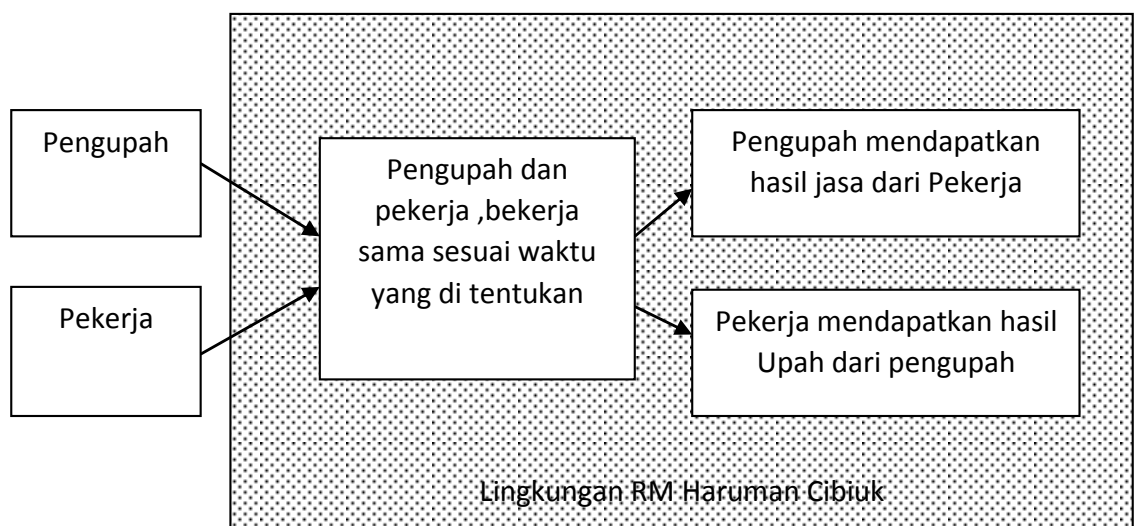 Pengupah
Pekerja
Pengupah dan
pekerja ,bekerja
sama sesuai waktu
yang di tentukan
Pengupah mendapatkan
hasil jasa dari Pekerja
Pekerja mendapatkan hasil
Upah dari pengupah
Lingkungan RM Haruman Cibiuk